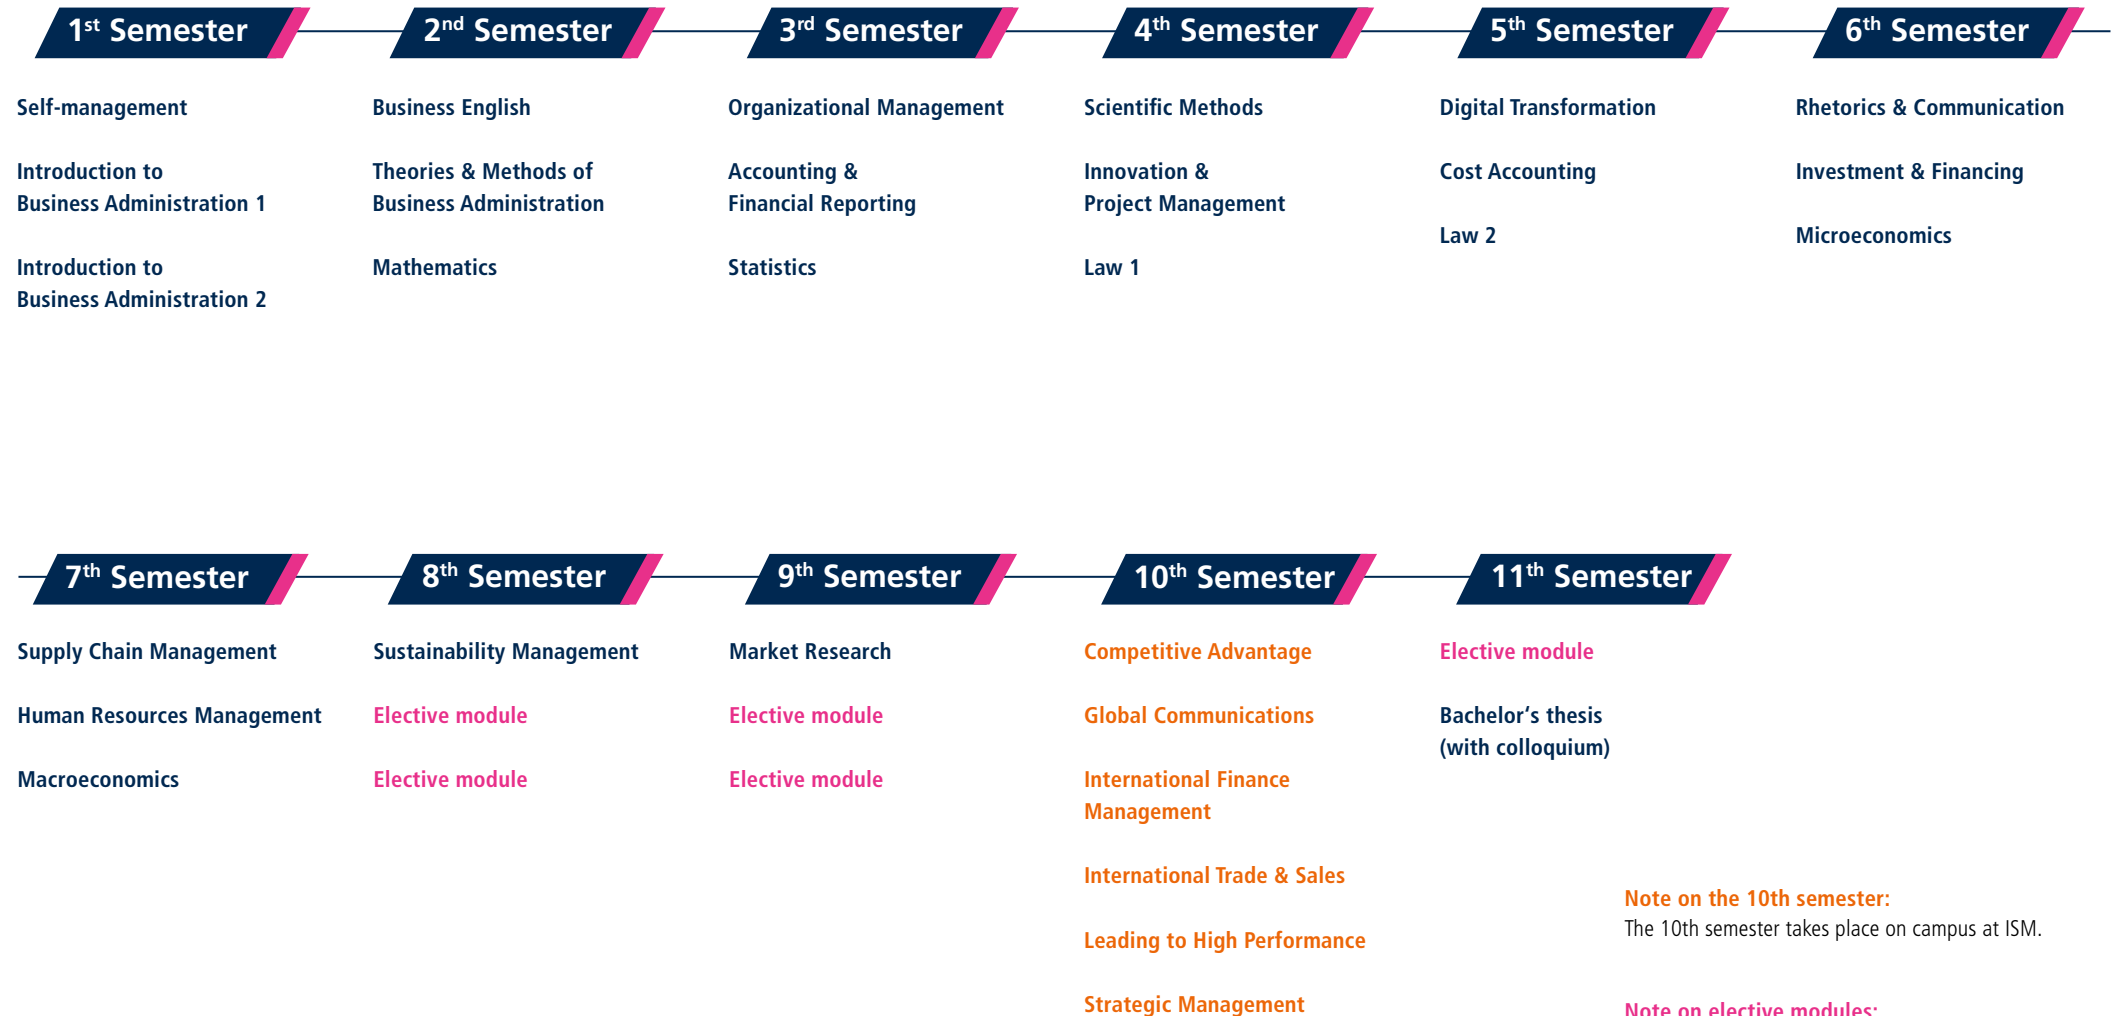 1st Semester
Self-management
Introduction to
Business Administration 1
Introduction to
Business Administration 2
2nd Semester
Business English
Theories & Methods of
Business Administration
Mathematics
3rd Semester
Organizational Management
Accounting &
Financial Reporting
Statistics
4th Semester
Scientific Methods
Innovation &
Project Management
Law 1
5th Semester
Digital Transformation
Cost Accounting
Law 2
6th Semester
Rhetorics & Communication
Investment & Financing
Microeconomics
7th Semester
Supply Chain Management
Human Resources Management
Macroeconomics
8th Semester
Sustainability Management
Elective module
Elective module
9th Semester
Market Research
Elective module
Elective module
10th Semester
Competitive Advantage
Global Communications
International Finance
Management
International Trade & Sales
Leading to High Performance
Strategic Management
11th Semester
Elective module
Bachelor’s thesis
(with colloquium)
Note on the 10th semester:
The 10th semester takes place on campus at ISM.
Note on elective modules: